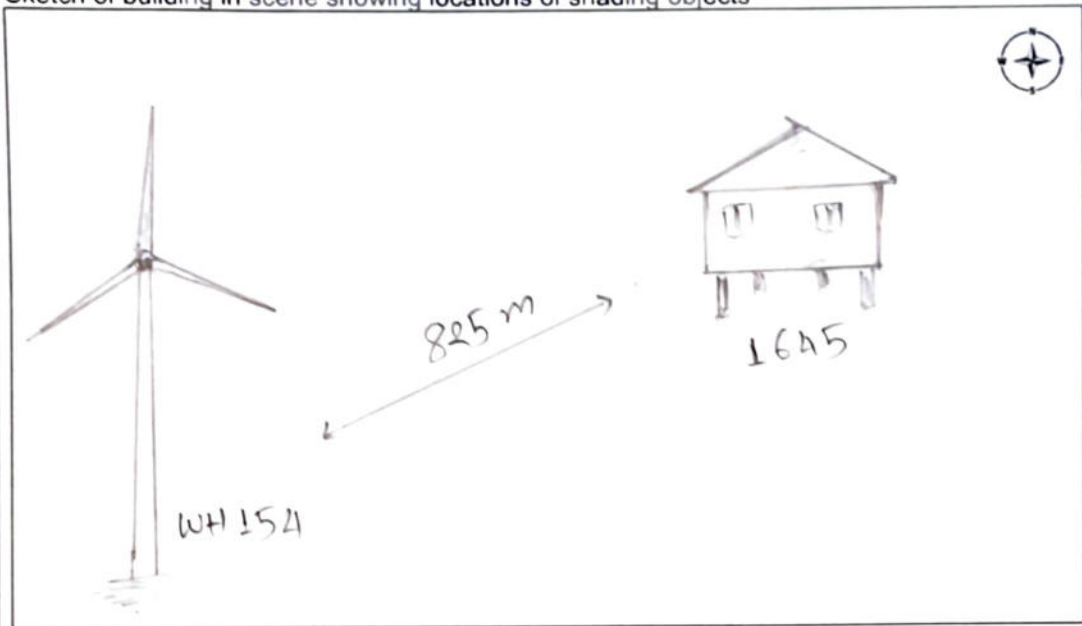 Sketch of building in scene showing locations of shading objects
N
W
S
825 m
1645
WH 154